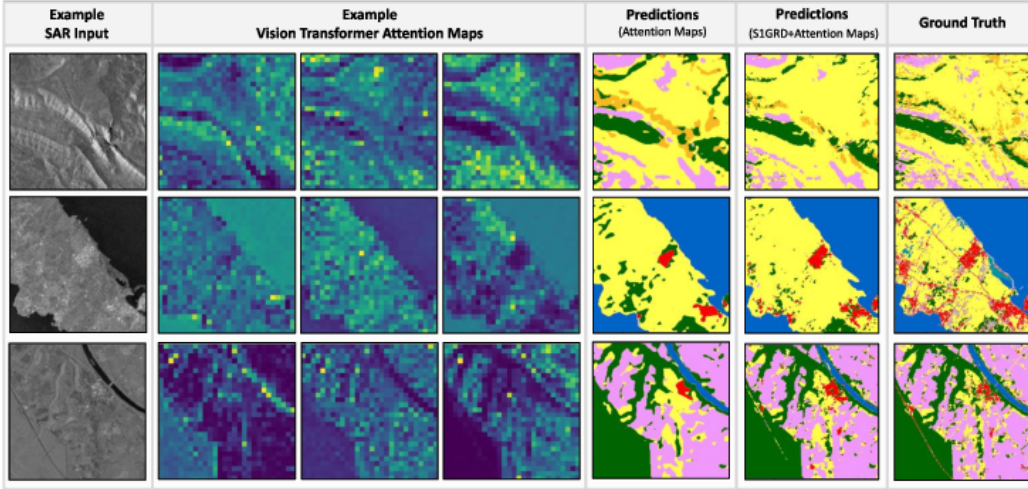 Example
SAR Input
Example
Vision Transformer Attention Maps
Predictions
(Attention Maps)
Predictions
(S1GRD+Attention Maps)
Ground Truth